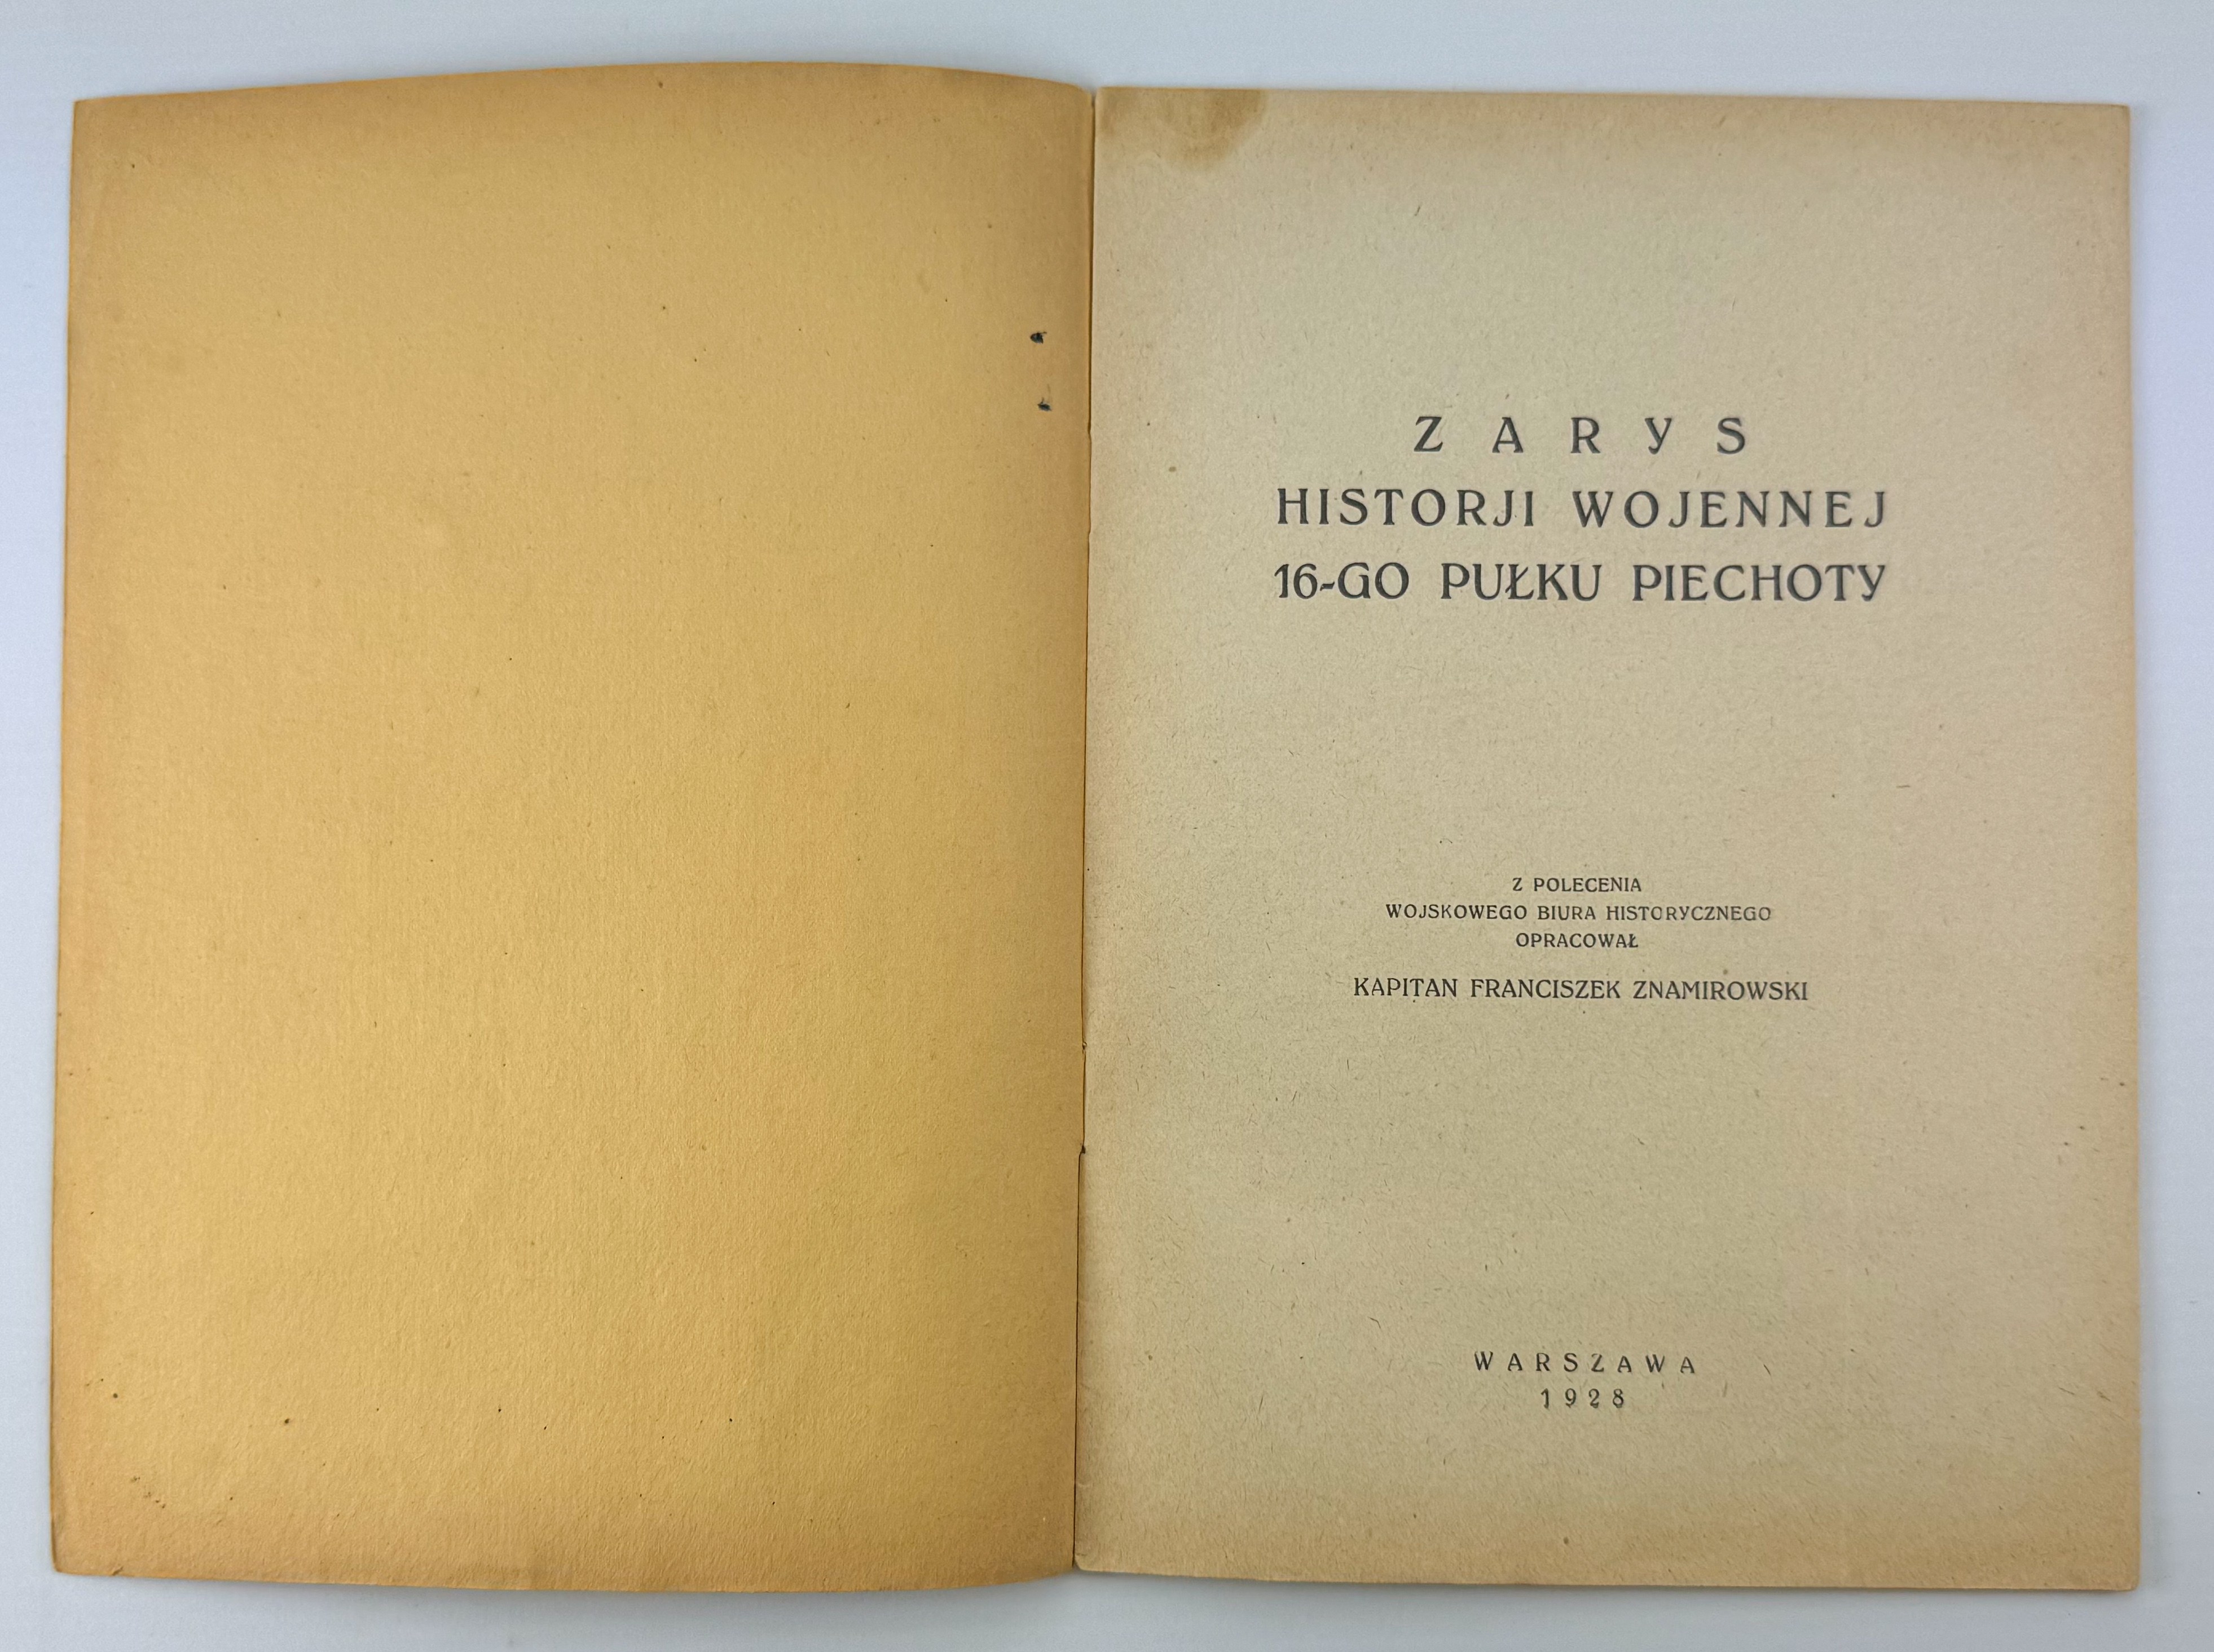 ZARYS
HISTORJI WOJENNEJ
16-GO PUŁKU PIECHOTY
Z POLECENIA
WOJSKOWEGO BIURA HISTORYCZNEGO
OPRACOWAŁ
KAPITAN FRANCISZEK ZNAMIROWSKI
WARSZAWA
1928